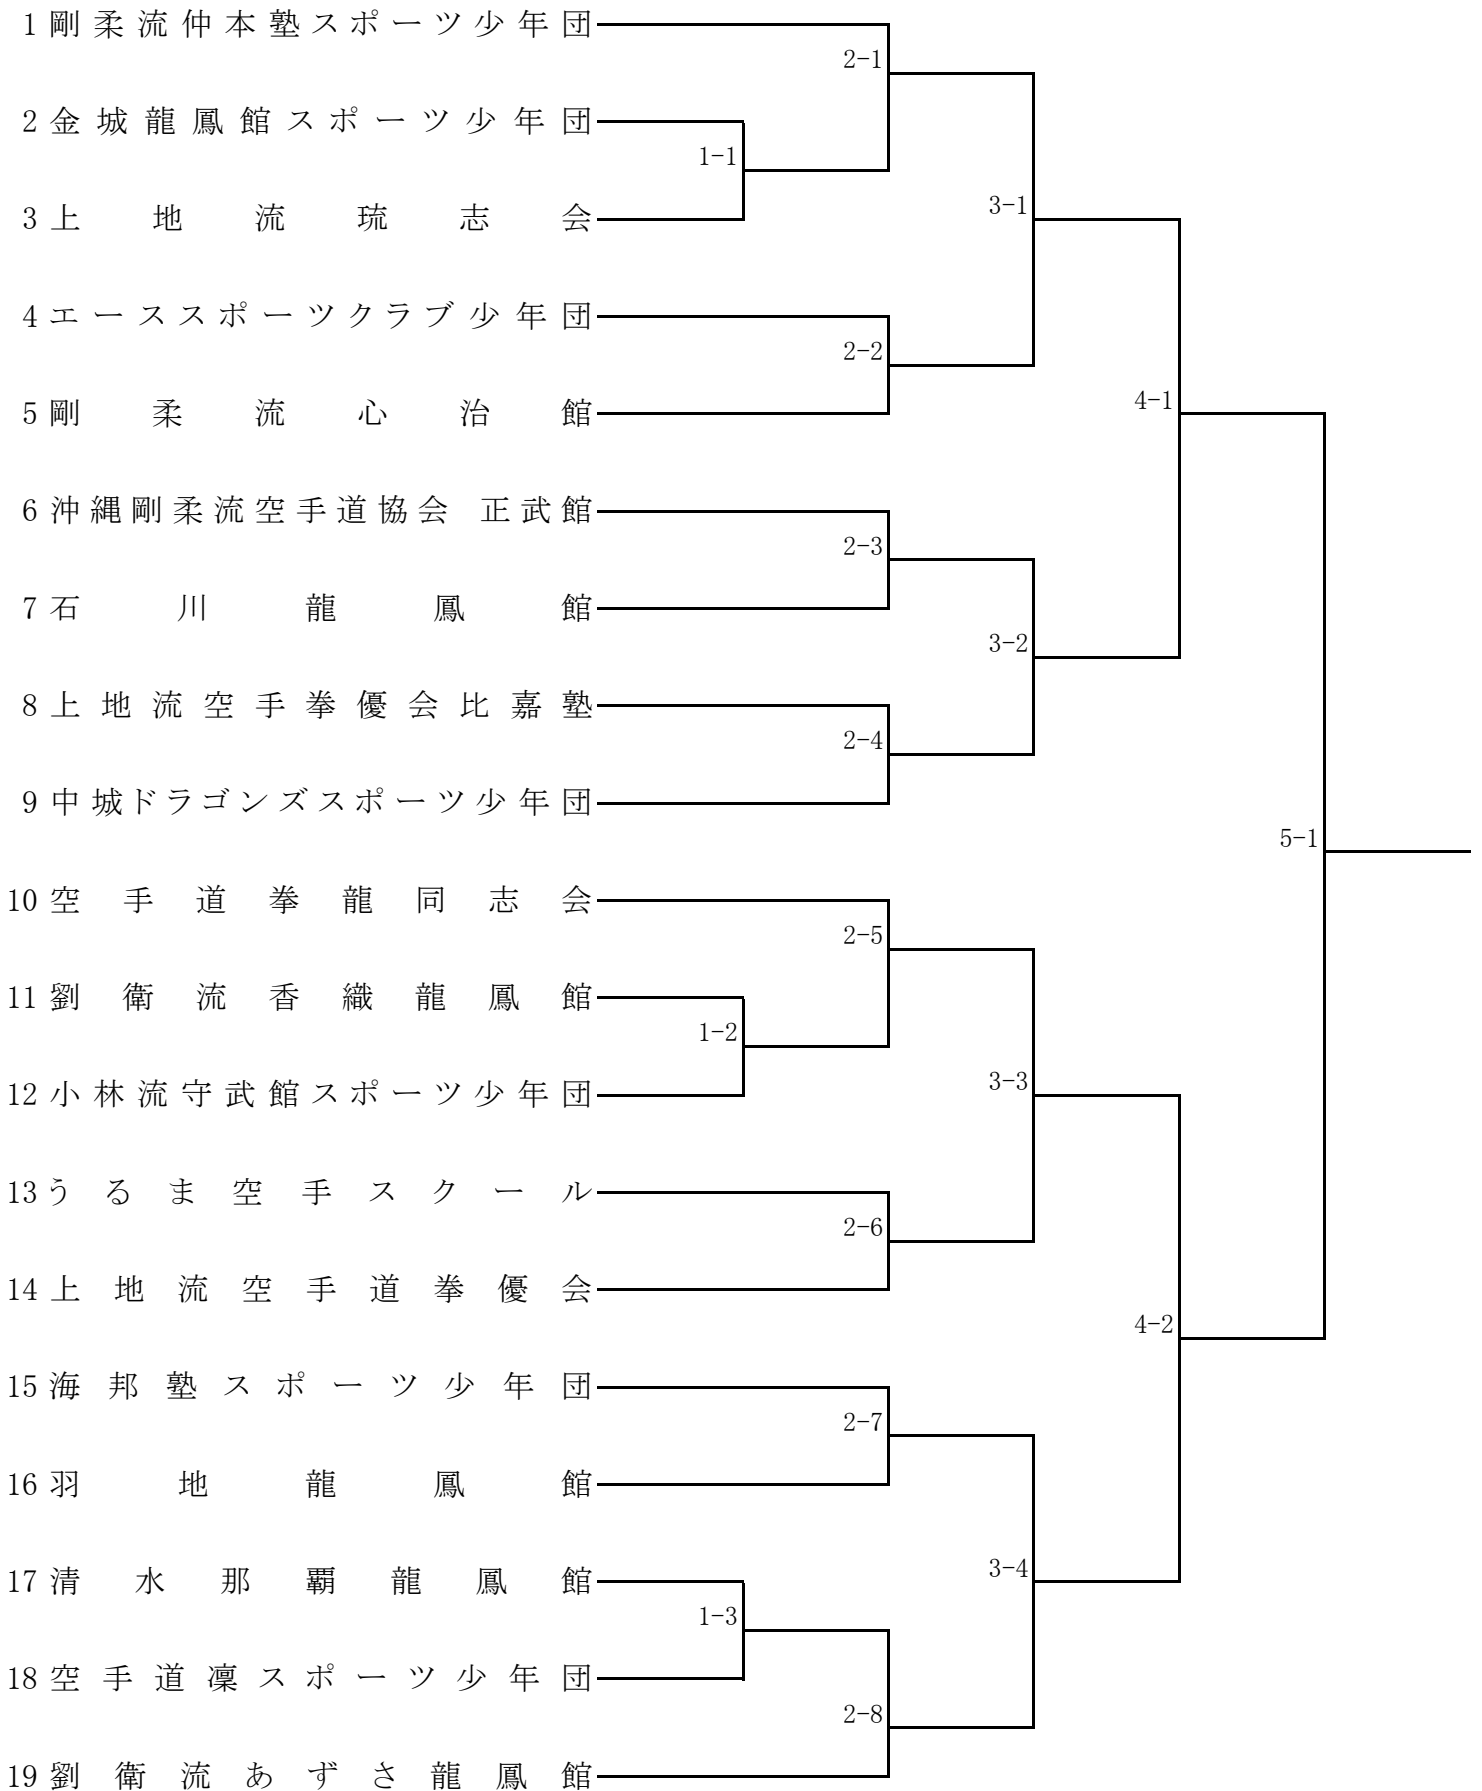 1 剛柔流仲本塾スポーツ少年団
2-1
2 金城龍鳳館スポーツ少年団
1-1
3 上地流琉志会
3-1
4 エーススポーツクラブ少年団
2-2
5 剛柔流心治館
4-1
6 沖縄剛柔流空手道協会 正武館
2-3
7 石川龍鳳館
3-2
8 上地流空手拳優会比嘉塾
2-4
9 中城ドラゴンズスポーツ少年団
5-1
10 空手道拳龍同志会
2-5
11 劉衛流香織龍鳳館
1-2
12 小林流守武館スポーツ少年団
3-3
13 うるま空手スクール
2-6
14 上地流空手道拳優会
4-2
15 海邦塾スポーツ少年団
2-7
16 羽地龍鳳館
3-4
17 清水那覇龍鳳館
1-3
18 空手道凜スポーツ少年団
2-8
19 劉衛流あずさ龍鳳館